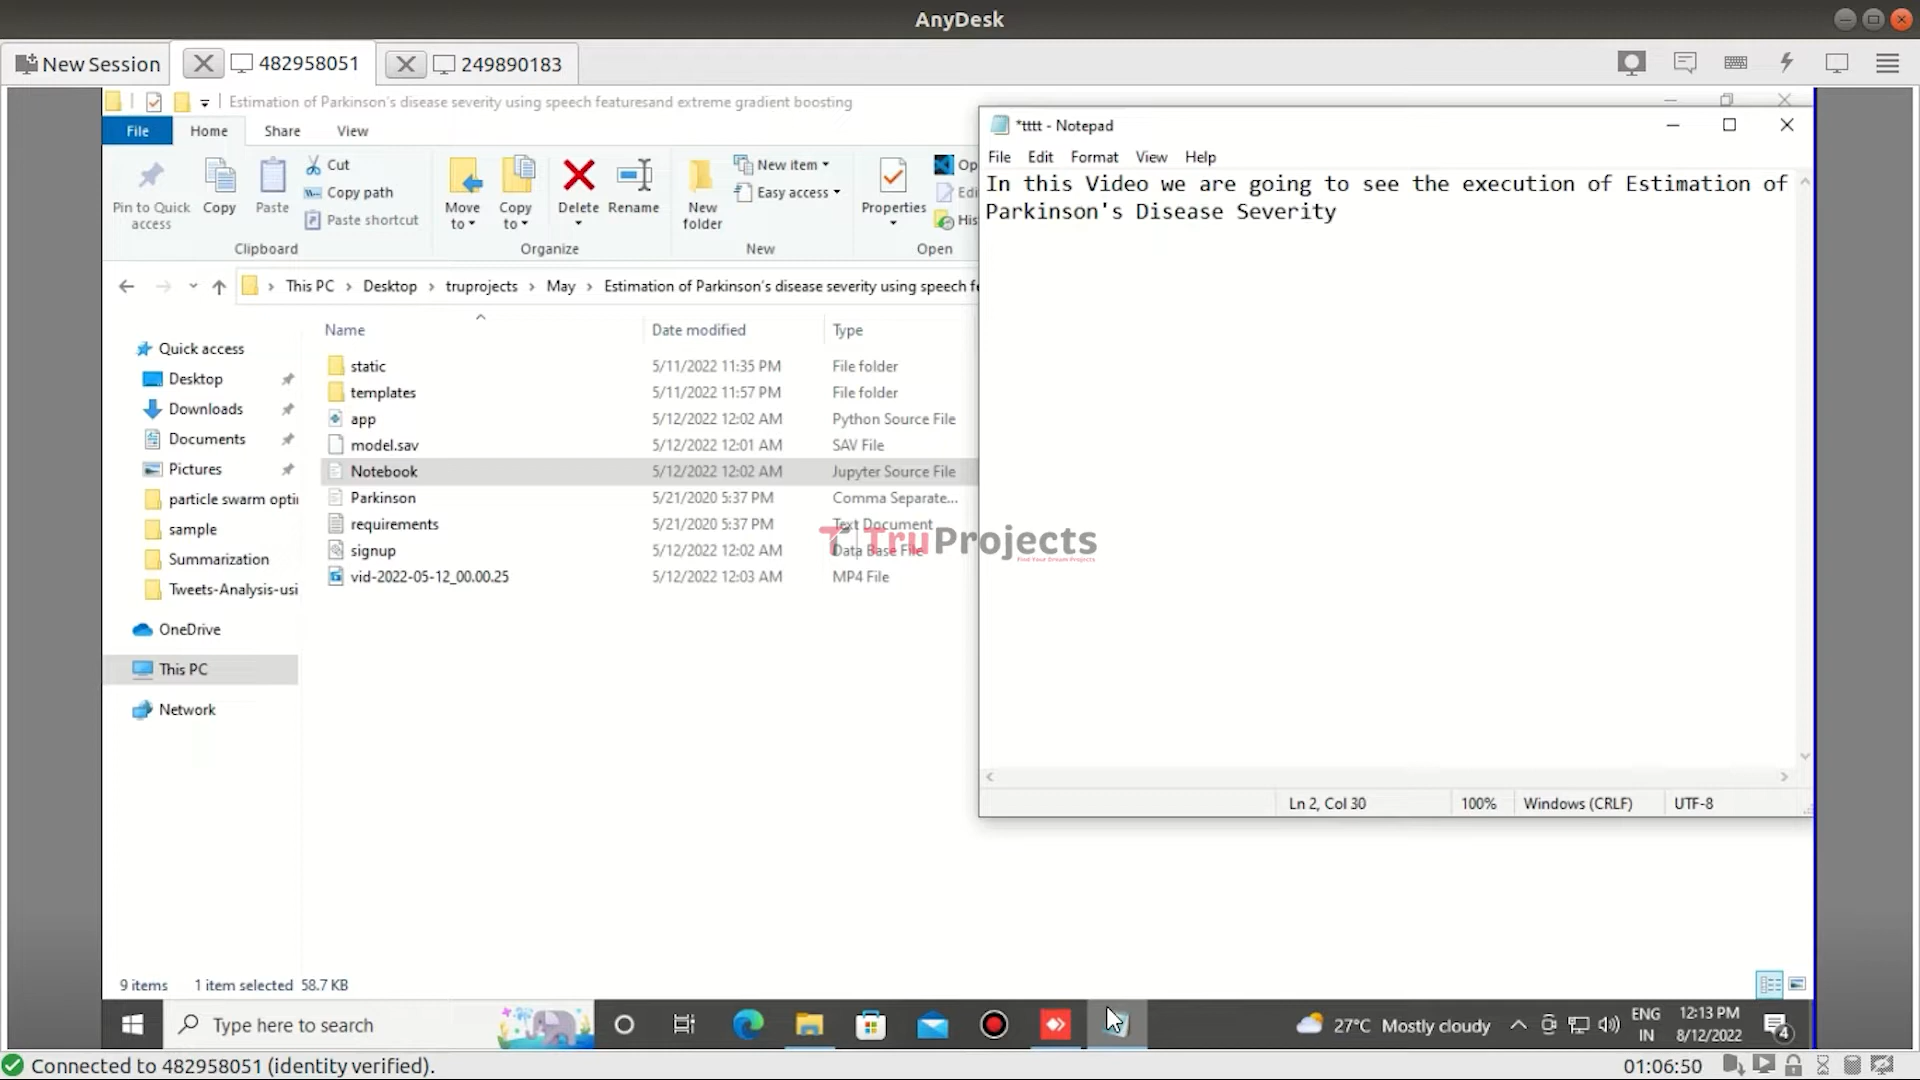 AnyDesk
New Session
482958051
249890183
Estimation of Parkinson's disease severity using speech featuresand extreme gradient boosting
File
Home
Share
View
Pin to Quick access
Copy
Paste
Cut
Copy path
Paste shortcut
Clipboard
Move to
Copy to
Delete
Rename
Organize
New folder
New item
Easy access
New
Properties
Open
This PC
Desktop
truprojects
May
Estimation of Parkinson's disease severity using speech fe
Name
Date modified
Type
static 5/11/2022 11:35 PM File folder
templates 5/11/2022 11:57 PM File folder
app 5/12/2022 12:02 AM Python Source File
model.sav 5/12/2022 12:01 AM SAV File
Notebook 5/12/2022 12:02 AM Jupyter Source File
Parkinson 5/21/2020 5:37 PM Comma Separate...
requirements 5/21/2020 5:37 PM Text Document
signup 5/12/2022 12:02 AM Data Base File
vid-2022-05-12_00.00.25 5/12/2022 12:03 AM MP4 File
Quick access
Desktop
Downloads
Documents
Pictures
particle swarm opti
sample
Summarization
Tweets-Analysis-usi
OneDrive
This PC
Network
9 items
1 item selected 58.7 KB
*tttt - Notepad
File Edit Format View Help
In this Video we are going to see the execution of Estimation of
Parkinson's Disease Severity
Ln 2, Col 30
100%
Windows (CRLF)
UTF-8
TruProjects
Find Your Dream Projects
Type here to search
27°C Mostly cloudy
ENG
IN
12:13 PM
8/12/2022
4
Connected to 482958051 (identity verified).
01:06:50